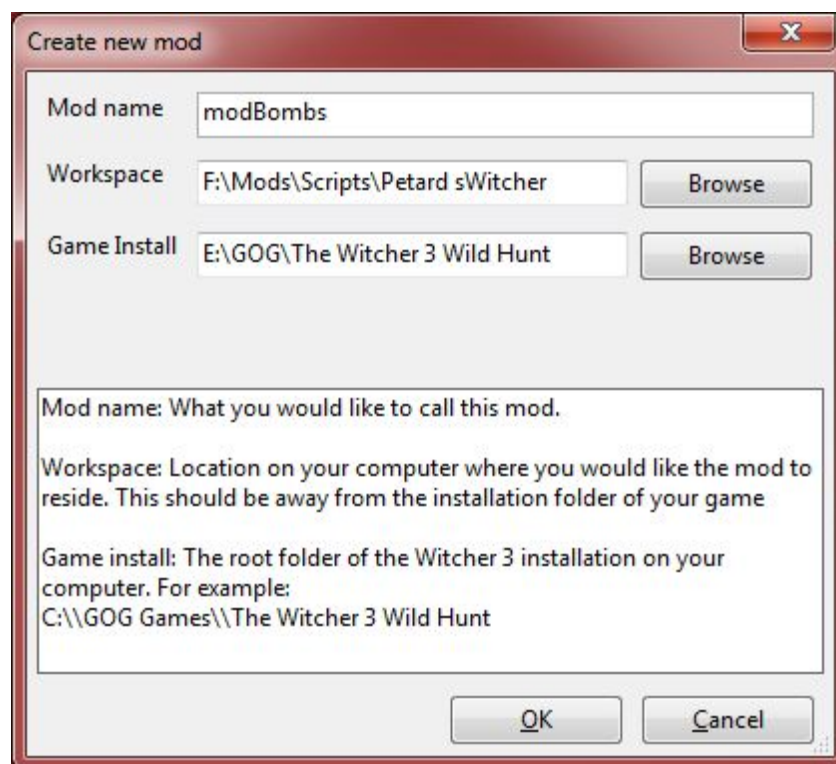 Create new mod
Mod name modBombs
Workspace F:\Mods\Scripts\Petard sWitcher Browse
Game Install E:\GOG\The Witcher 3 Wild Hunt Browse
Mod name: What you would like to call this mod.
Workspace: Location on your computer where you would like the mod to
reside. This should be away from the installation folder of your game
Game install: The root folder of the Witcher 3 installation on your
computer. For example:
C:\\GOG Games\\The Witcher 3 Wild Hunt
OK Cancel